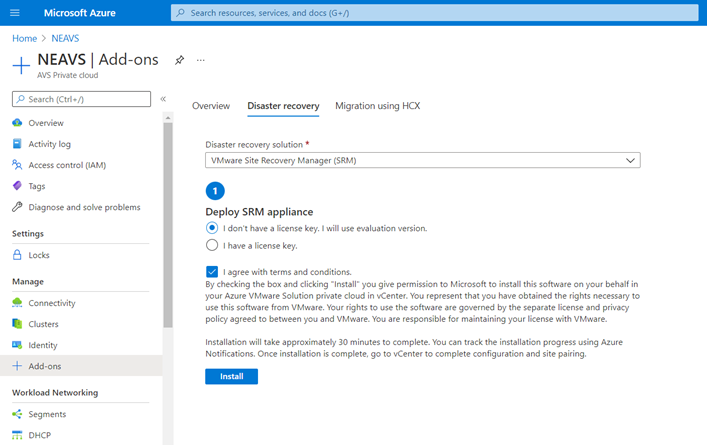 Microsoft Azure
Search resources, services, and docs (G+/)
Home > NEAVS
NEAVS | Add-ons
AVS Private cloud
Search (Ctrl+/)
Overview
Activity log
Access control (IAM)
Tags
Diagnose and solve problems
Settings
Locks
Manage
Connectivity
Clusters
Identity
Add-ons
Workload Networking
Segments
DHCP
Overview
Disaster recovery
Migration using HCX
Disaster recovery solution *
VMware Site Recovery Manager (SRM)
1
Deploy SRM appliance
I don't have a license key. I will use evaluation version.
I have a license key.
I agree with terms and conditions.
By checking the box and clicking "Install" you give permission to Microsoft to install this software on your behalf in
your Azure VMware Solution private cloud in vCenter. You represent that you have obtained the rights necessary to
use this software from VMware. Your rights to use the software are governed by the separate license and privacy
policy agreed to between you and VMware. You are responsible for maintaining your license with VMware.
Installation will take approximately 30 minutes to complete. You can track the installation progress using Azure
Notifications. Once installation is complete, go to vCenter to complete configuration and site pairing.
Install